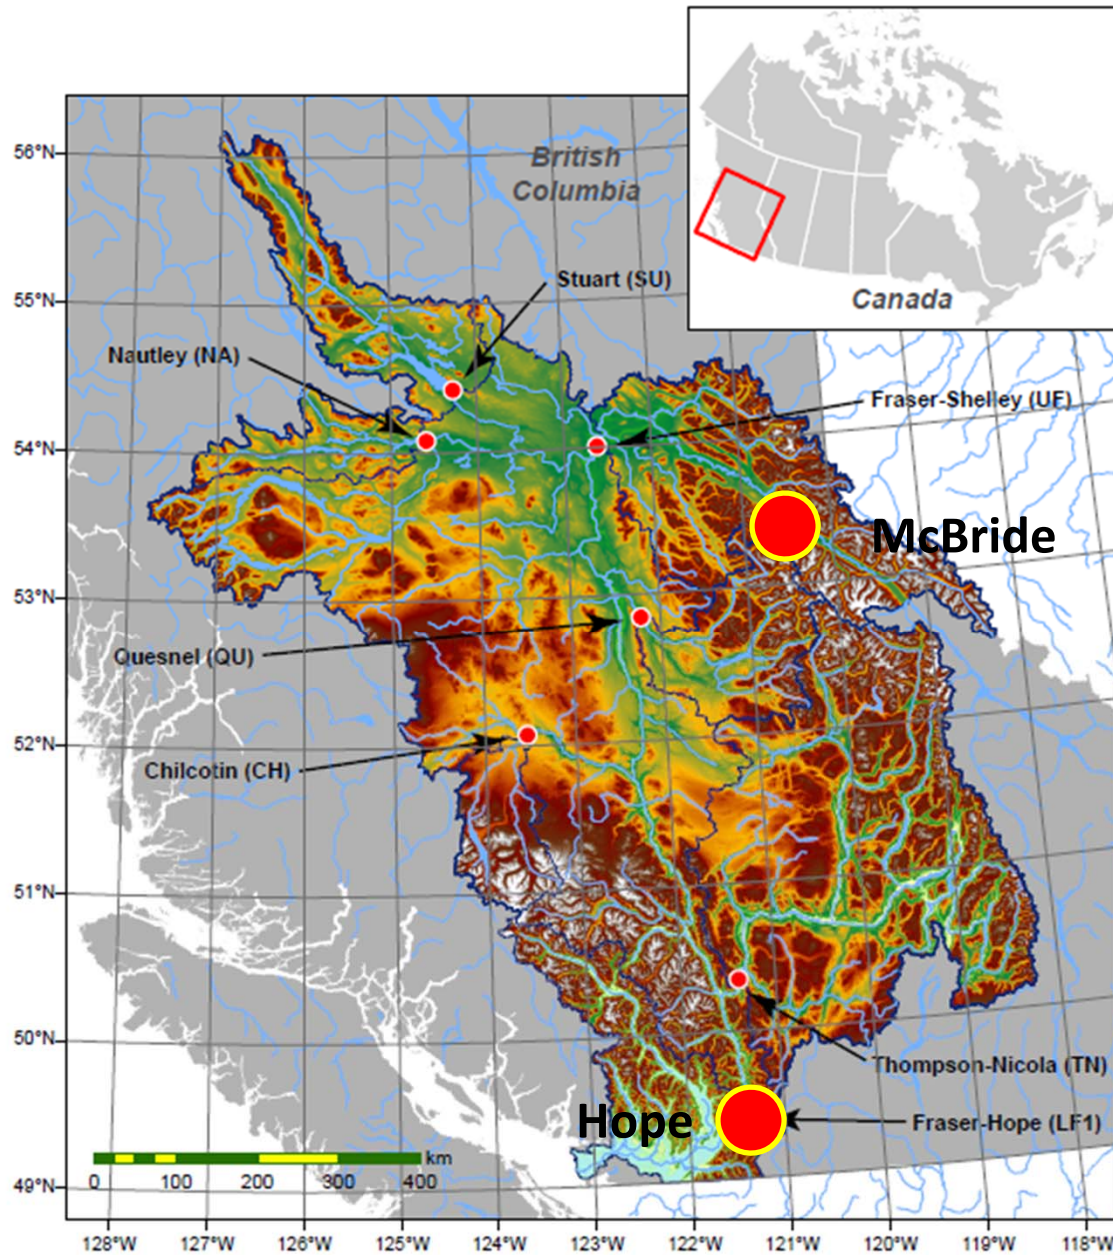 56°N
British
Columbia
Canada
Stuart (SU)
55°N
Nautley (NA)
Fraser-Shelley (UF)
54°N
McBride
53°N
Quesnel (QU)
52°N
Chilcotin (CH)
51°N
50°N
Thompson-Nicola (TN)
Hope
Fraser-Hope (LF1)
km
0 100 200 300 400
49°N
128°W 127°W 126°W 125°W 124°W 123°W 122°W 121°W 120°W 119°W 118°W